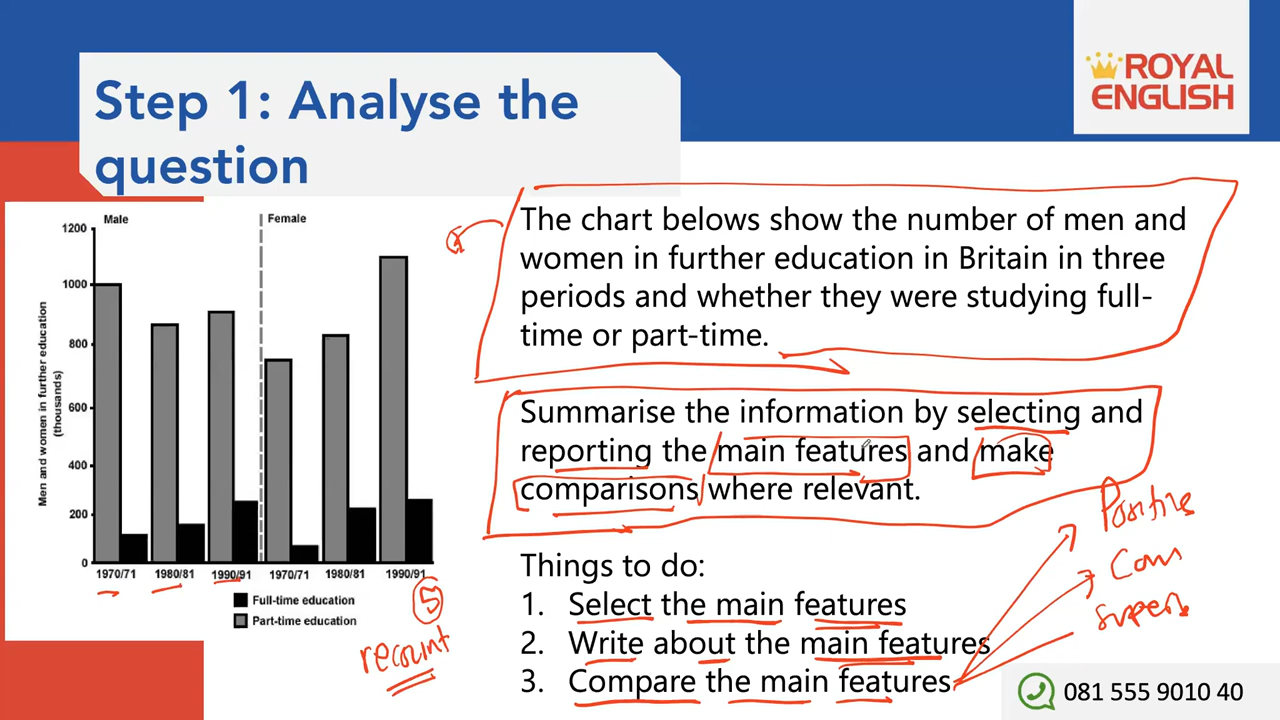 Step 1: Analyse the
question
ROYAL
ENGLISH
Male
Female
1200
1000
800
600
400
200
0
Men and women in further education
(thousands)
1970/71
1980/81
1990/91
1970/71
1980/81
1990/91
Full-time education
Part-time education
5
recount
The chart belows show the number of men and
women in further education in Britain in three
periods and whether they were studying full-
time or part-time.
Summarise the information by selecting and
reporting the main features and make
comparisons where relevant.
Things to do:
1. Select the main features
2. Write about the main features
3. Compare the main features
Positive
Com
Super
081 555 9010 40